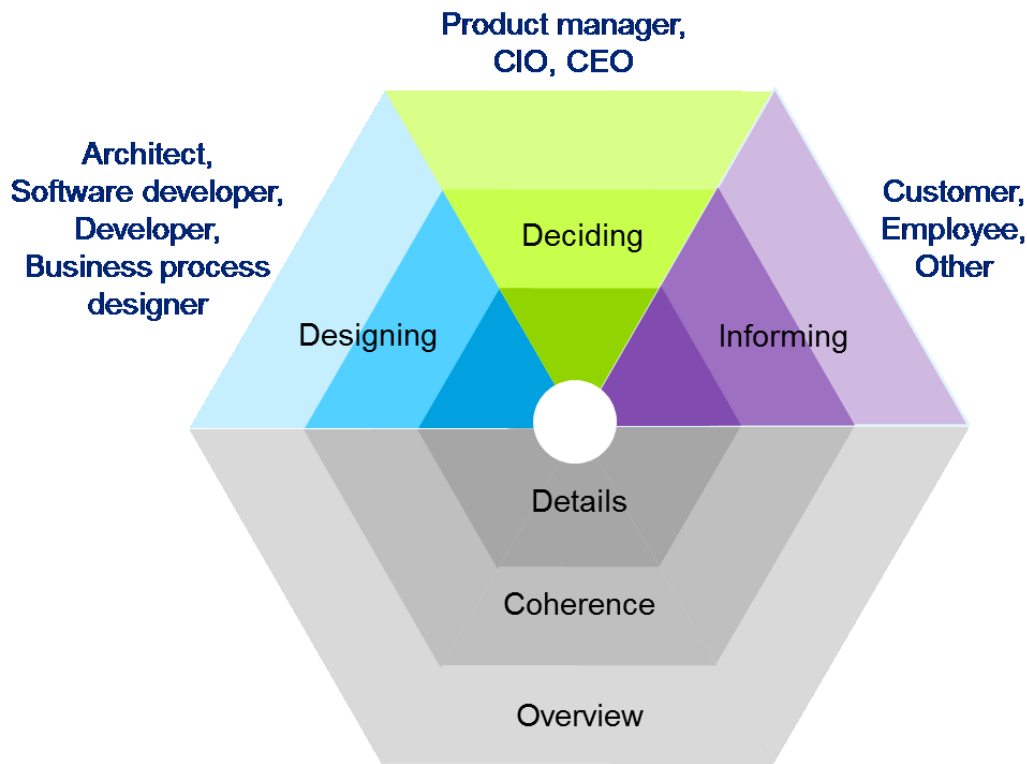 Product manager,
CIO, CEO
Architect,
Software developer,
Developer,
Business process
designer
Customer,
Employee,
Other
Deciding
Designing
Informing
Details
Coherence
Overview